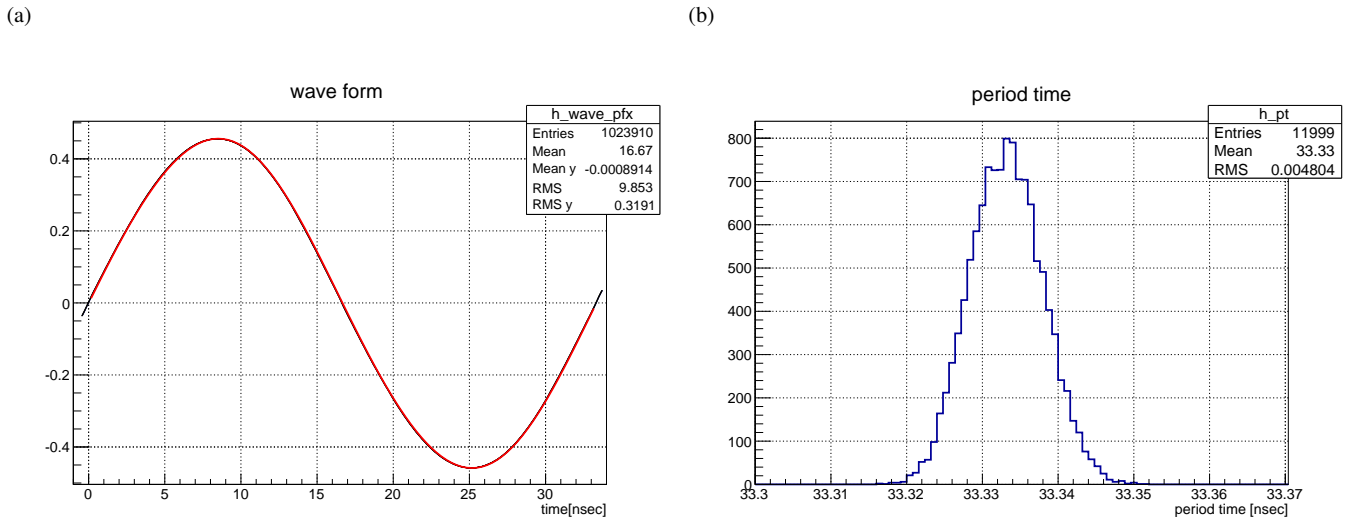 (a)
wave form
h_wave_pfx
Entries 1023910
Mean 16.67
Mean y -0.0008914
RMS 9.853
RMS y 0.3191
0.4
0.2
0
-0.2
-0.4
0 5 10 15 20 25 30
time[nsec]
(b)
period time
h_pt
Entries 11999
Mean 33.33
RMS 0.004804
800
700
600
500
400
300
200
100
0
33.3 33.31 33.32 33.33 33.34 33.35 33.36 33.37
period time [nsec]